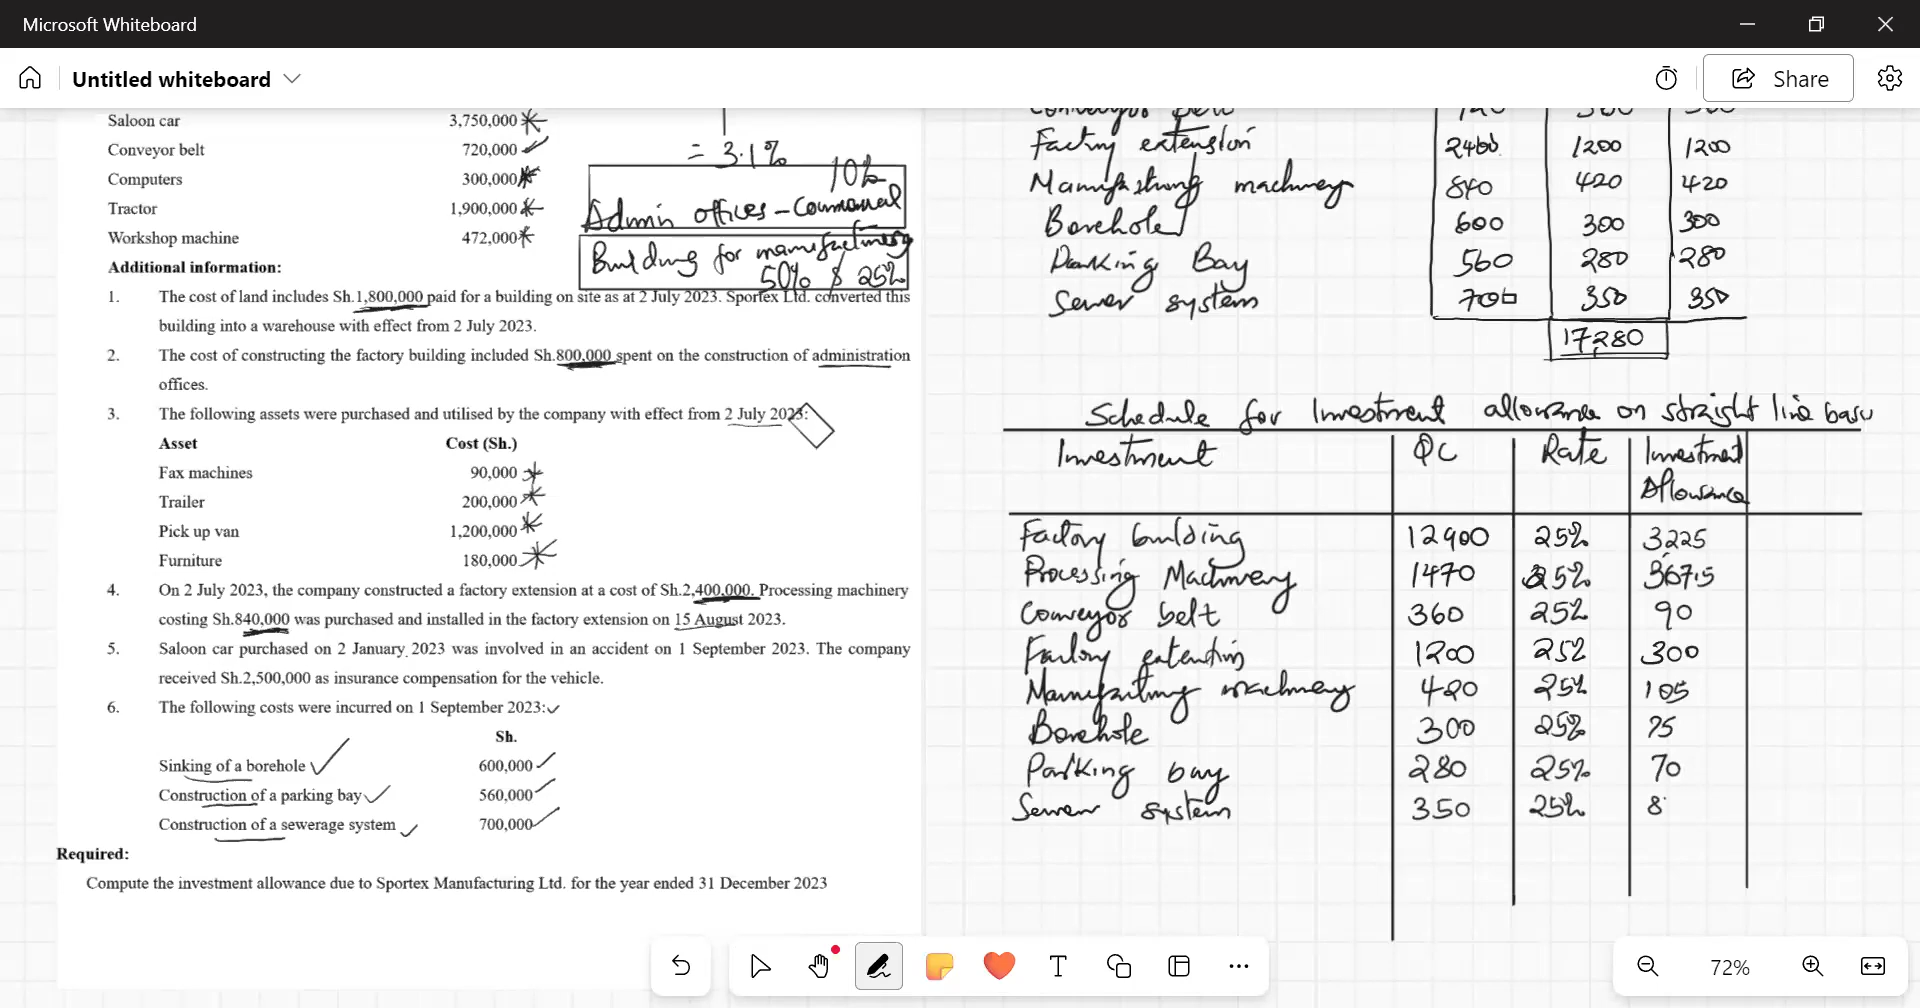 Microsoft Whiteboard
Untitled whiteboard
Share
Saloon car 3,750,000
Conveyor belt 720,000
Computers 300,000
Tractor 1,900,000
Workshop machine 472,000
= 3.1%
10%
Admin offices - Commercial
Building for manufacturing
50% & 25%
Additional information:
1. The cost of land includes Sh.1,800,000 paid for a building on site as at 2 July 2023. Sportex Ltd. converted this
building into a warehouse with effect from 2 July 2023.
2. The cost of constructing the factory building included Sh.800,000 spent on the construction of administration
offices.
3. The following assets were purchased and utilised by the company with effect from 2 July 2023:
Asset Cost (Sh.)
Fax machines 90,000
Trailer 200,000
Pick up van 1,200,000
Furniture 180,000
4. On 2 July 2023, the company constructed a factory extension at a cost of Sh.2,400,000. Processing machinery
costing Sh.840,000 was purchased and installed in the factory extension on 15 August 2023.
5. Saloon car purchased on 2 January 2023 was involved in an accident on 1 September 2023. The company
received Sh.2,500,000 as insurance compensation for the vehicle.
6. The following costs were incurred on 1 September 2023:
Sh.
Sinking of a borehole 600,000
Construction of a parking bay 560,000
Construction of a sewerage system 700,000
Required:
Compute the investment allowance due to Sportex Manufacturing Ltd. for the year ended 31 December 2023
Conveyor belt
Factory extension 2400 1200 1200
machinery 840 420 420
Borehole 600 300 300
Parking Bay 560 280 280
Sewer system 700 350 350
17,280
Schedule for Investment allowance on straight line
Investment QC Rate Investment
Allowance
Factory building 12900 25% 3225
Processing Machinery 1470 25% 367.5
Conveyor belt 360 25% 90
Factory 1200 25% 300
machinery 420 25% 105
Borehole 300 25% 75
Parking bay 280 25% 70
Sewer system 350 25% 8
72%